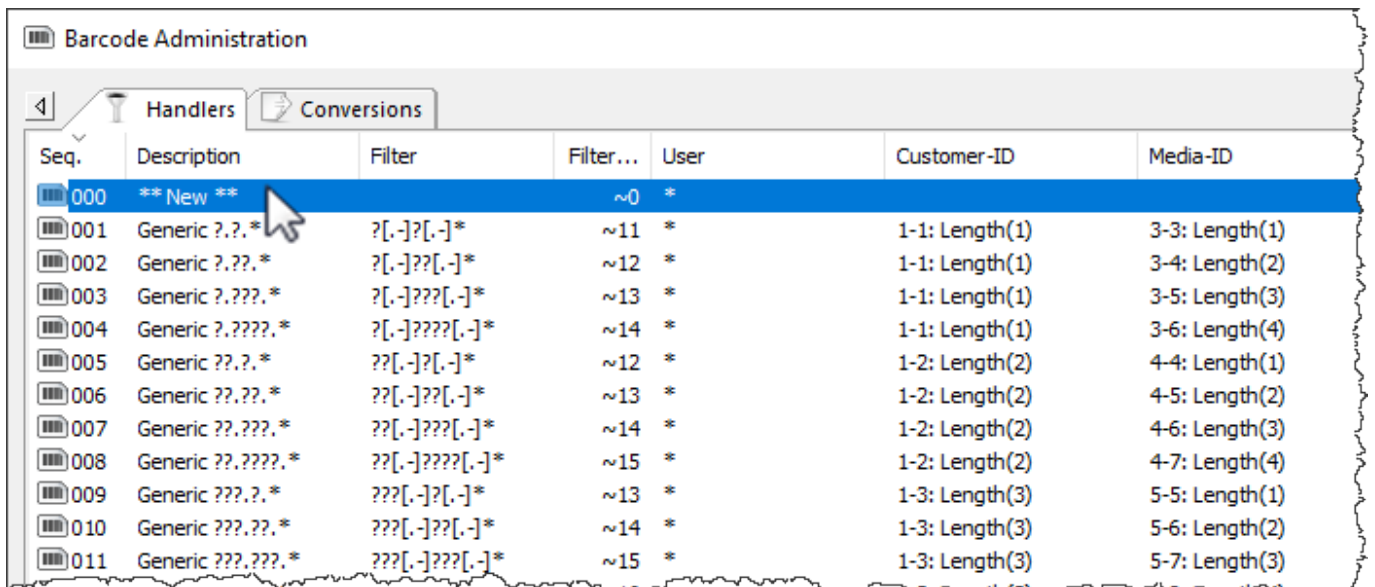 Barcode Administration
Handlers Conversions
Seq. Description Filter Filter... User Customer-ID Media-ID
000 ** New ** ~0 *
001 Generic ?.?.* ?[.-]?[.-]* ~11 * 1-1: Length(1) 3-3: Length(1)
002 Generic ?.??.* ?[.-]??[.-]* ~12 * 1-1: Length(1) 3-4: Length(2)
003 Generic ?.???.* ?[.-]???[.-]* ~13 * 1-1: Length(1) 3-5: Length(3)
004 Generic ?.????.* ?[.-]????[.-]* ~14 * 1-1: Length(1) 3-6: Length(4)
005 Generic ??.?.* ??[.-]?[.-]* ~12 * 1-2: Length(2) 4-4: Length(1)
006 Generic ??.??.* ??[.-]??[.-]* ~13 * 1-2: Length(2) 4-5: Length(2)
007 Generic ??.???.* ??[.-]???[.-]* ~14 * 1-2: Length(2) 4-6: Length(3)
008 Generic ??.????.* ??[.-]????[.-]* ~15 * 1-2: Length(2) 4-7: Length(4)
009 Generic ???.?.* ???[.-]?[.-]* ~13 * 1-3: Length(3) 5-5: Length(1)
010 Generic ???.??.* ???[.-]??[.-]* ~14 * 1-3: Length(3) 5-6: Length(2)
011 Generic ???.???.* ???[.-]???[.-]* ~15 * 1-3: Length(3) 5-7: Length(3)